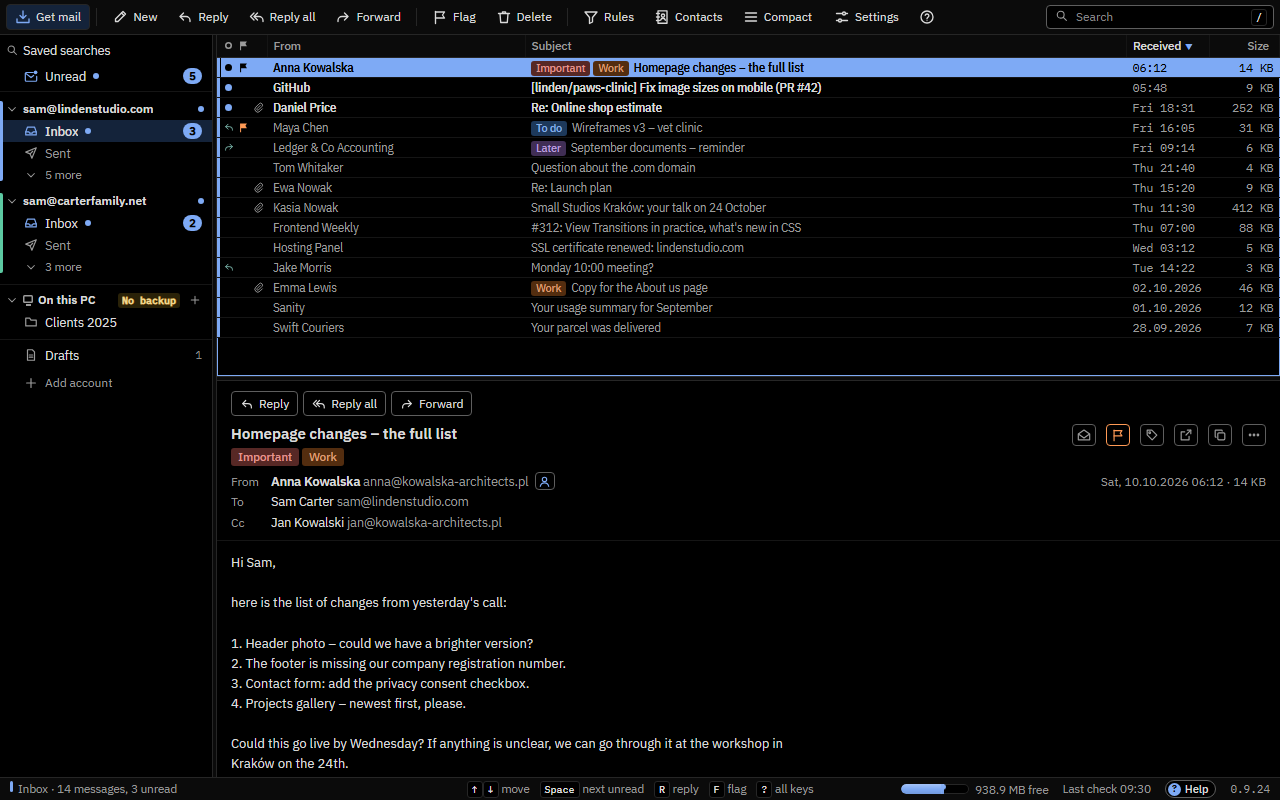 Get mail New Reply Reply all Forward Flag Delete Rules Contacts Compact Settings Search /
Saved searches
Unread 5
sam@lindenstudio.com
Inbox 3
Sent
5 more
sam@carterfamily.net
Inbox 2
Sent
3 more
On this PC No backup
Clients 2025
Drafts 1
Add account
From Subject Received ▼ Size
Anna Kowalska Important Work Homepage changes – the full list 06:12 14 KB
GitHub [linden/paws-clinic] Fix image sizes on mobile (PR #42) 05:48 9 KB
Daniel Price Re: Online shop estimate Fri 18:31 252 KB
Maya Chen To do Wireframes v3 – vet clinic Fri 16:05 31 KB
Ledger & Co Accounting Later September documents – reminder Fri 09:14 6 KB
Tom Whitaker Question about the .com domain Thu 21:40 4 KB
Ewa Nowak Re: Launch plan Thu 15:20 9 KB
Kasia Nowak Small Studios Kraków: your talk on 24 October Thu 11:30 412 KB
Frontend Weekly #312: View Transitions in practice, what's new in CSS Thu 07:00 88 KB
Hosting Panel SSL certificate renewed: lindenstudio.com Wed 03:12 5 KB
Jake Morris Monday 10:00 meeting? Tue 14:22 3 KB
Emma Lewis Work Copy for the About us page 02.10.2026 46 KB
Sanity Your usage summary for September 01.10.2026 12 KB
Swift Couriers Your parcel was delivered 28.09.2026 7 KB
Reply Reply all Forward
Homepage changes – the full list
Important Work
From Anna Kowalska anna@kowalska-architects.pl Sat, 10.10.2026 06:12 · 14 KB
To Sam Carter sam@lindenstudio.com
Cc Jan Kowalski jan@kowalska-architects.pl
Hi Sam,
here is the list of changes from yesterday's call:
1. Header photo – could we have a brighter version?
2. The footer is missing our company registration number.
3. Contact form: add the privacy consent checkbox.
4. Projects gallery – newest first, please.
Could this go live by Wednesday? If anything is unclear, we can go through it at the workshop in
Kraków on the 24th.
Inbox · 14 messages, 3 unread ↑ ↓ move Space next unread R reply F flag ? all keys 938.9 MB free Last check 09:30 ? Help 0.9.24